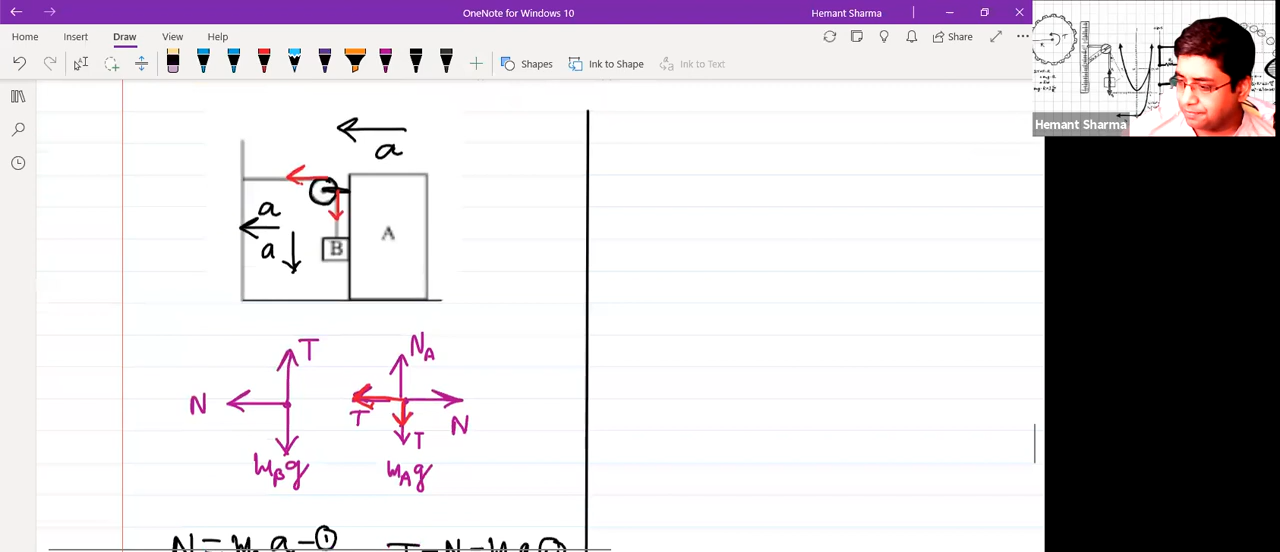 OneNote for Windows 10
Hemant Sharma
Home Insert Draw View Help
Share
Shapes Ink to Shape Ink to Text
Hemant Sharma
a
a
a
B
A
T
N
m_B g
N_A
T
T
N
m_A g